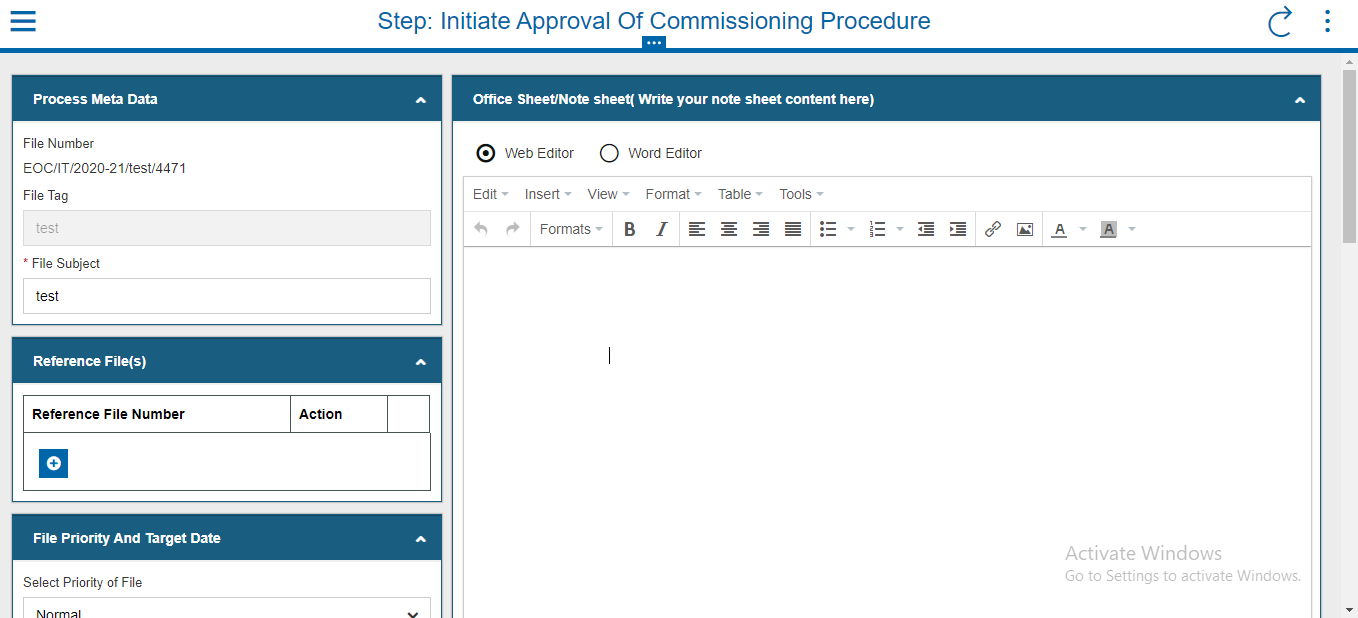 Step: Initiate Approval Of Commissioning Procedure
Process Meta Data
File Number
EOC/IT/2020-21/test/4471
File Tag
test
* File Subject
test
Reference File(s)
Reference File Number Action
File Priority And Target Date
Select Priority of File
Normal
Office Sheet/Note sheet( Write your note sheet content here)
Web Editor Word Editor
Edit Insert View Format Table Tools
Formats B I A A
Activate Windows
Go to Settings to activate Windows.